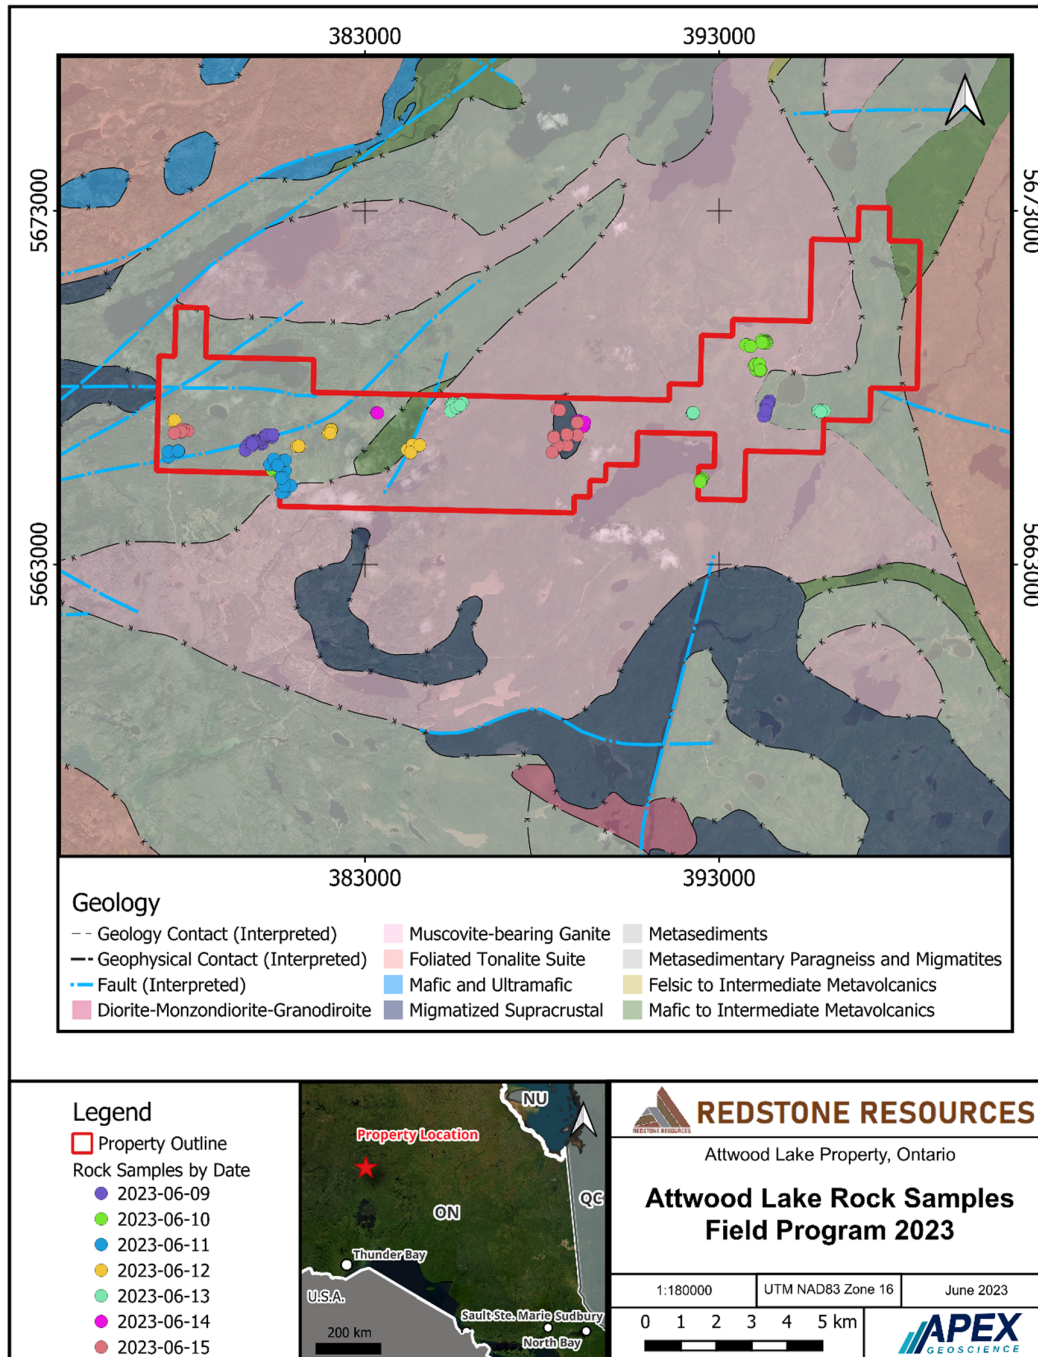 383000
393000
5673000
5673000
5663000
5663000
383000
393000
Geology
Geology Contact (Interpreted)
Geophysical Contact (Interpreted)
Fault (Interpreted)
Diorite-Monzondiorite-Granodiroite
Muscovite-bearing Ganite
Foliated Tonalite Suite
Mafic and Ultramafic
Migmatized Supracrustal
Metasediments
Metasedimentary Paragneiss and Migmatites
Felsic to Intermediate Metavolcanics
Mafic to Intermediate Metavolcanics
Legend
Property Outline
Rock Samples by Date
2023-06-09
2023-06-10
2023-06-11
2023-06-12
2023-06-13
2023-06-14
2023-06-15
NU
Property Location
QC
ON
Thunder Bay
U.S.A.
Sault Ste. Marie
Sudbury
North Bay
200 km
REDSTONE RESOURCES
REDSTONE RESOURCES
Attwood Lake Property, Ontario
Attwood Lake Rock Samples
Field Program 2023
1:180000
UTM NAD83 Zone 16
June 2023
0 1 2 3 4 5 km
APEX
GEOSCIENCE